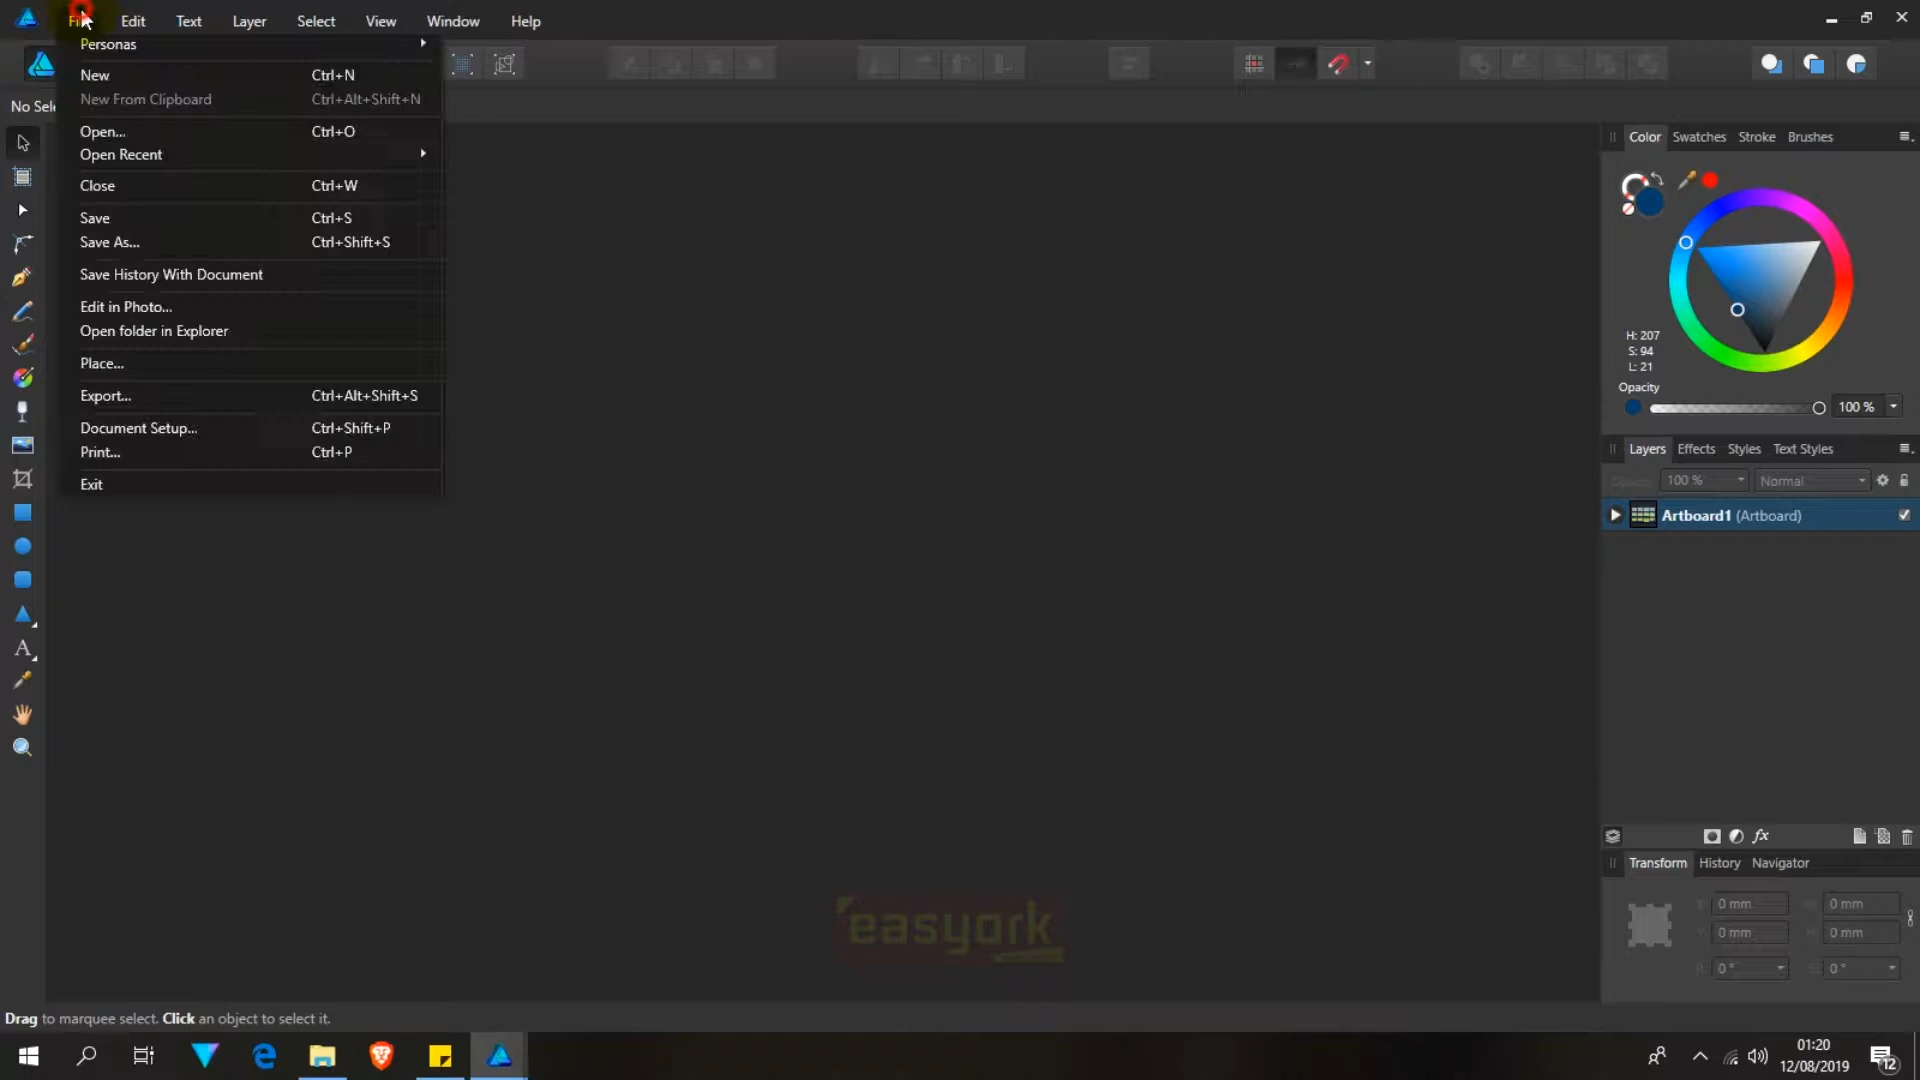 File Edit Text Layer Select View Window Help
Personas
New Ctrl+N
New From Clipboard Ctrl+Alt+Shift+N
No Sele
Open... Ctrl+O
Open Recent
Close Ctrl+W
Save Ctrl+S
Save As... Ctrl+Shift+S
Save History With Document
Edit in Photo...
Open folder in Explorer
Place...
Export... Ctrl+Alt+Shift+S
Document Setup... Ctrl+Shift+P
Print... Ctrl+P
Exit
Color Swatches Stroke Brushes
H: 207
S: 94
L: 21
Opacity
100 %
Layers Effects Styles Text Styles
100 % Normal
Artboard1 (Artboard)
fx
Transform History Navigator
0 mm 0 mm
0 mm 0 mm
0 ° 0 °
easyork
Drag to marquee select. Click an object to select it.
01:20
12/08/2019
12